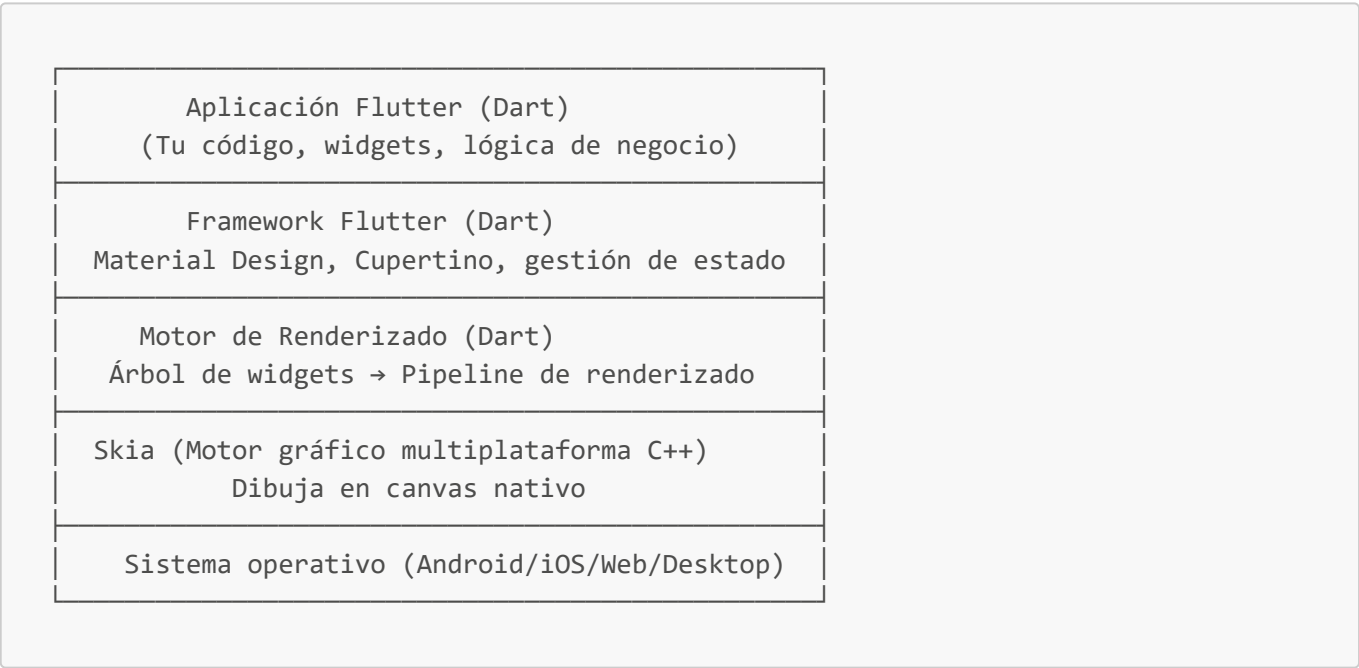 Aplicación Flutter (Dart)
(Tu código, widgets, lógica de negocio)
Framework Flutter (Dart)
Material Design, Cupertino, gestión de estado
Motor de Renderizado (Dart)
Árbol de widgets → Pipeline de renderizado
Skia (Motor gráfico multiplataforma C++)
Dibuja en canvas nativo
Sistema operativo (Android/iOS/Web/Desktop)